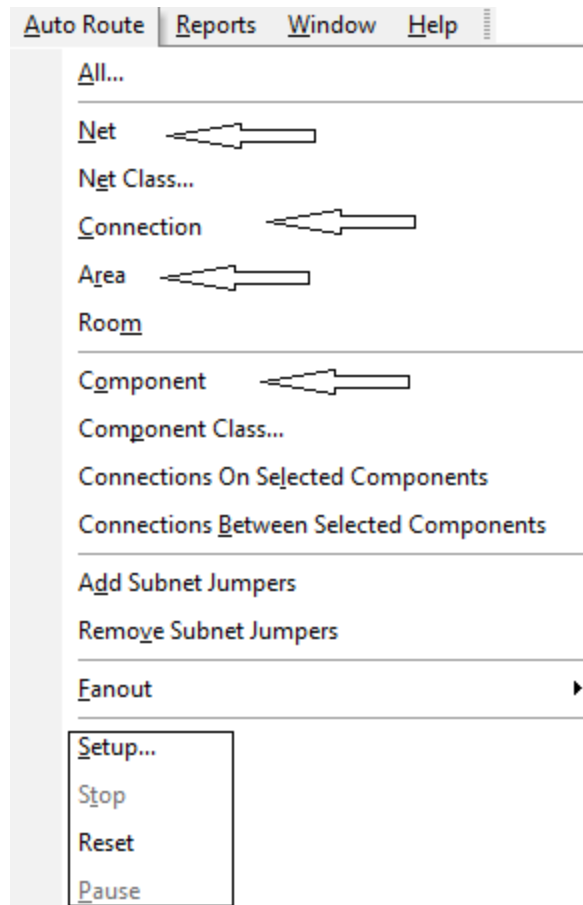 Auto Route Reports Window Help
All...
Net
Net Class...
Connection
Area
Room
Component
Component Class...
Connections On Selected Components
Connections Between Selected Components
Add Subnet Jumpers
Remove Subnet Jumpers
Fanout
Setup...
Stop
Reset
Pause